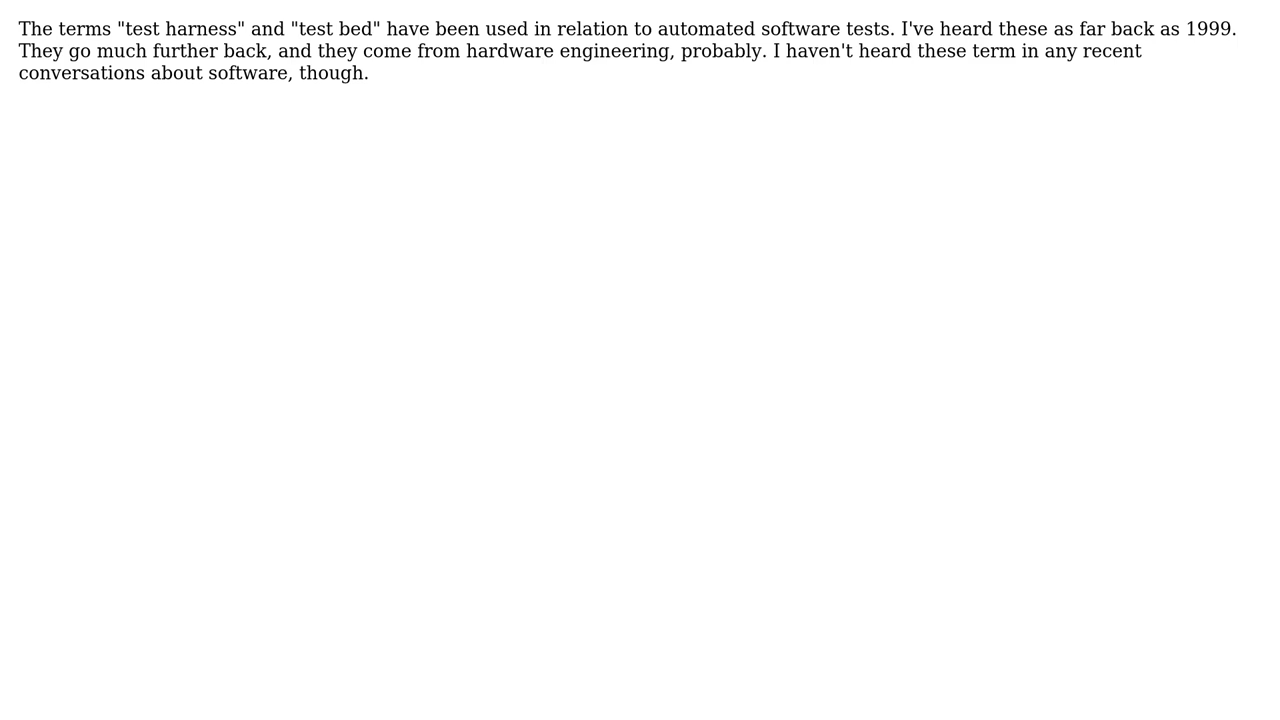 The terms "test harness" and "test bed" have been used in relation to automated software tests. I've heard these as far back as 1999.
They go much further back, and they come from hardware engineering, probably. I haven't heard these term in any recent
conversations about software, though.